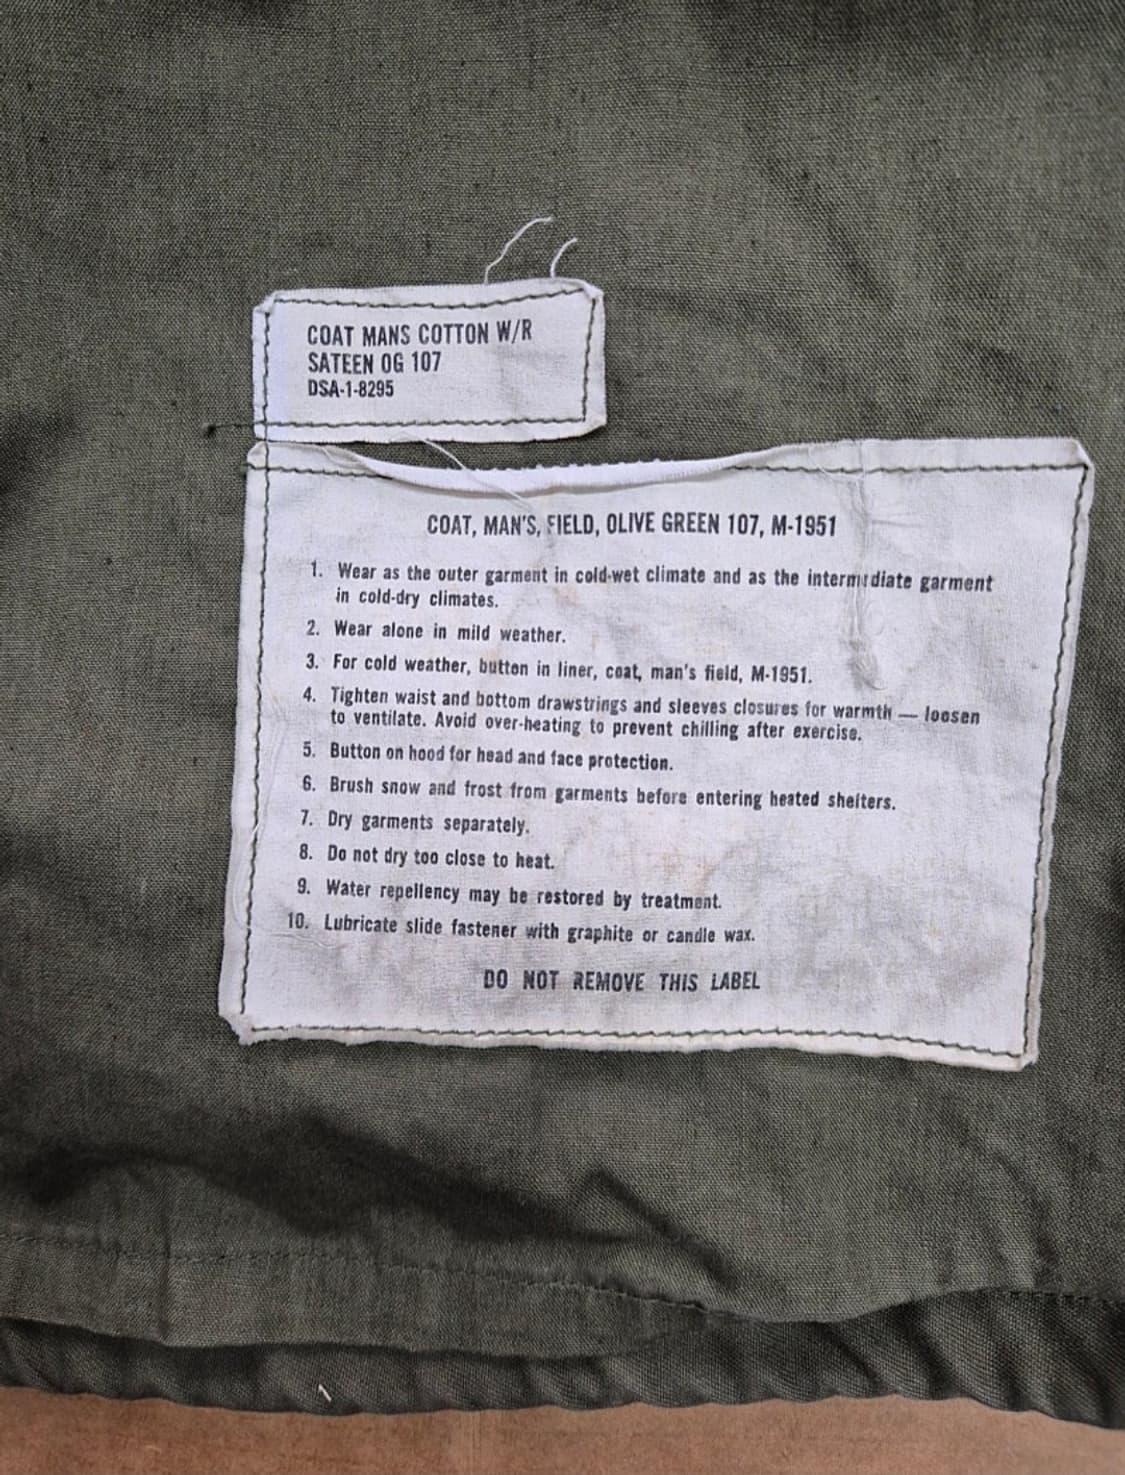 COAT MANS COTTON W/R
SATEEN OG 107
DSA-1-8295
COAT, MAN'S, FIELD, OLIVE GREEN 107, M-1951
1. Wear as the outer garment in cold-wet climate and as the intermediate garment
in cold-dry climates.
2. Wear alone in mild weather.
3. For cold weather, button in liner, coat, man's field, M-1951.
4. Tighten waist and bottom drawstrings and sleeves closures for warmth — loosen
to ventilate. Avoid over-heating to prevent chilling after exercise.
5. Button on hood for head and face protection.
6. Brush snow and frost from garments before entering heated shelters.
7. Dry garments separately.
8. Do not dry too close to heat.
9. Water repellency may be restored by treatment.
10. Lubricate slide fastener with graphite or candle wax.
DO NOT REMOVE THIS LABEL